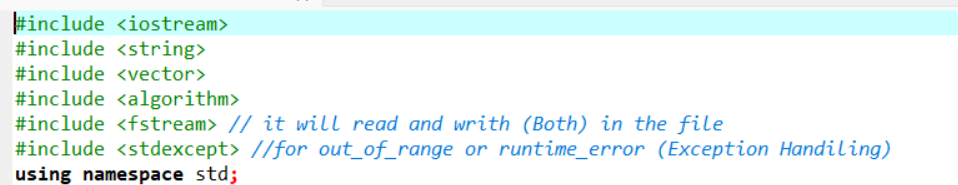 #include <iostream>
#include <string>
#include <vector>
#include <algorithm>
#include <fstream> // it will read and writh (Both) in the file
#include <stdexcept> //for out_of_range or runtime_error (Exception Handiling)
using namespace std;